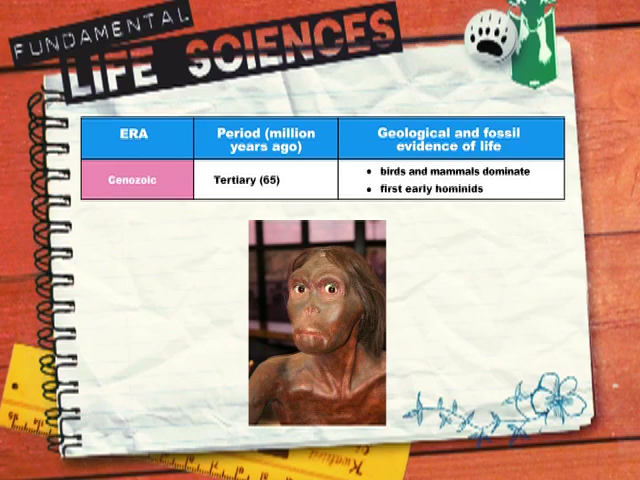 FUNDAMENTAL
LIFE SCIENCES
ERA
Period (million
years ago)
Geological and fossil
evidence of life
Cenozoic
Tertiary (65)
• birds and mammals dominate
• first early hominids